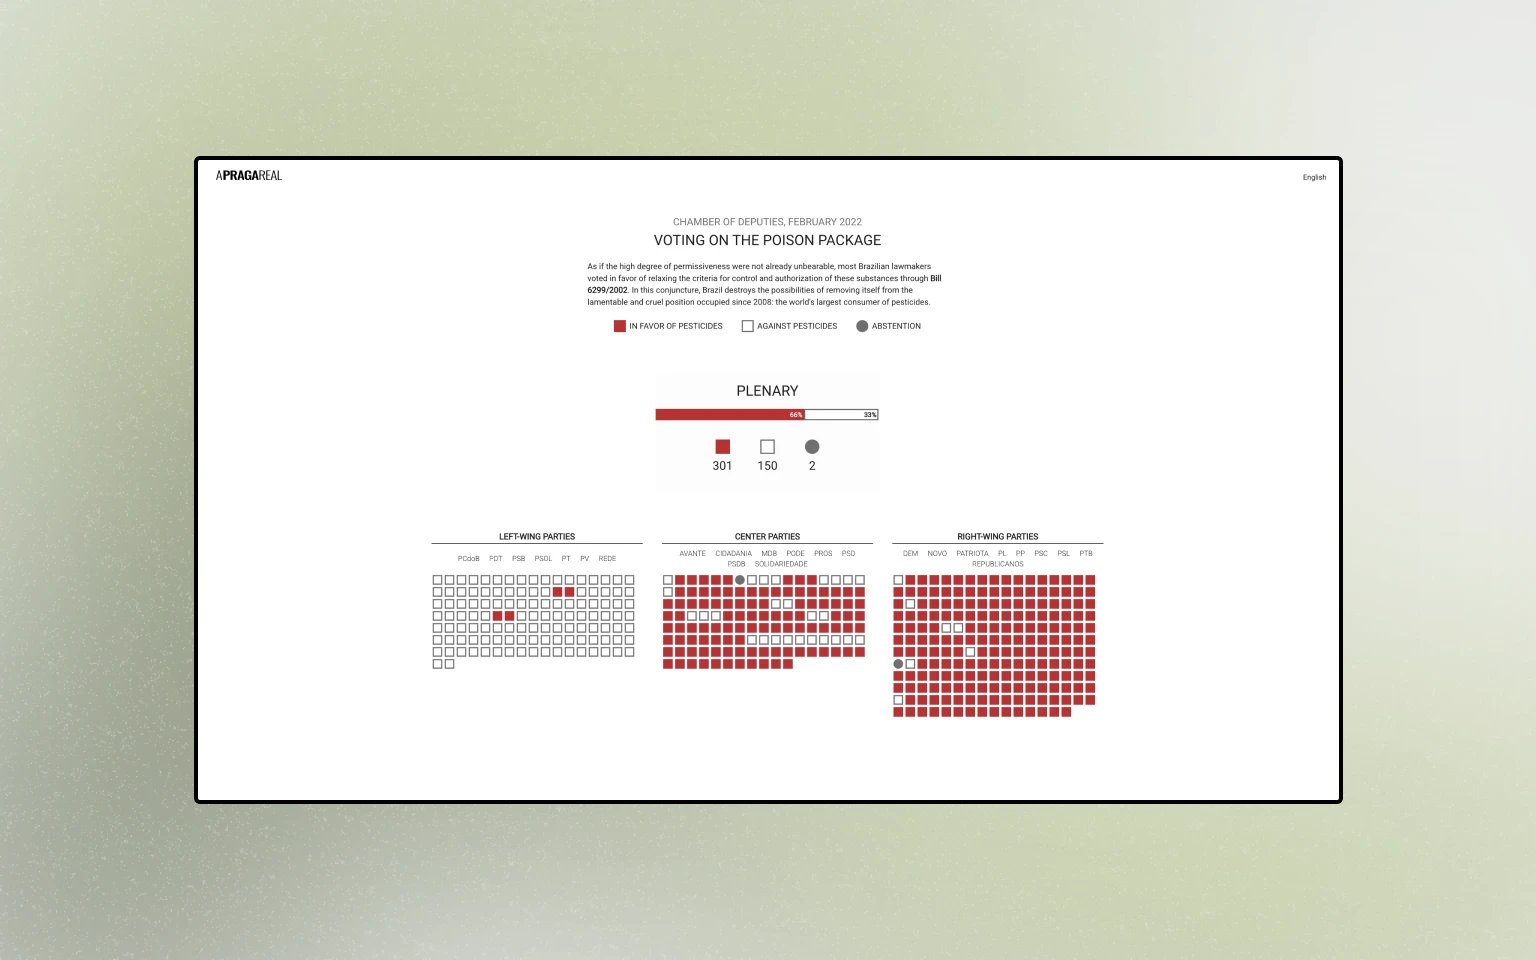 APRAGAREAL
English
CHAMBER OF DEPUTIES, FEBRUARY 2022
VOTING ON THE POISON PACKAGE
As if the high degree of permissiveness were not already unbearable, most Brazilian lawmakers
voted in favor of relaxing the criteria for control and authorization of these substances through Bill
6299/2002. In this conjuncture, Brazil destroys the possibilities of removing itself from the
lamentable and cruel position occupied since 2008: the world's largest consumer of pesticides.
IN FAVOR OF PESTICIDES AGAINST PESTICIDES ABSTENTION
PLENARY
66% 33%
301 150 2
LEFT-WING PARTIES
PCdoB PDT PSB PSOL PT PV REDE
CENTER PARTIES
AVANTE CIDADANIA MDB PODE PROS PSD
PSDB SOLIDARIEDADE
RIGHT-WING PARTIES
DEM NOVO PATRIOTA PL PP PSC PSL PTB
REPUBLICANOS